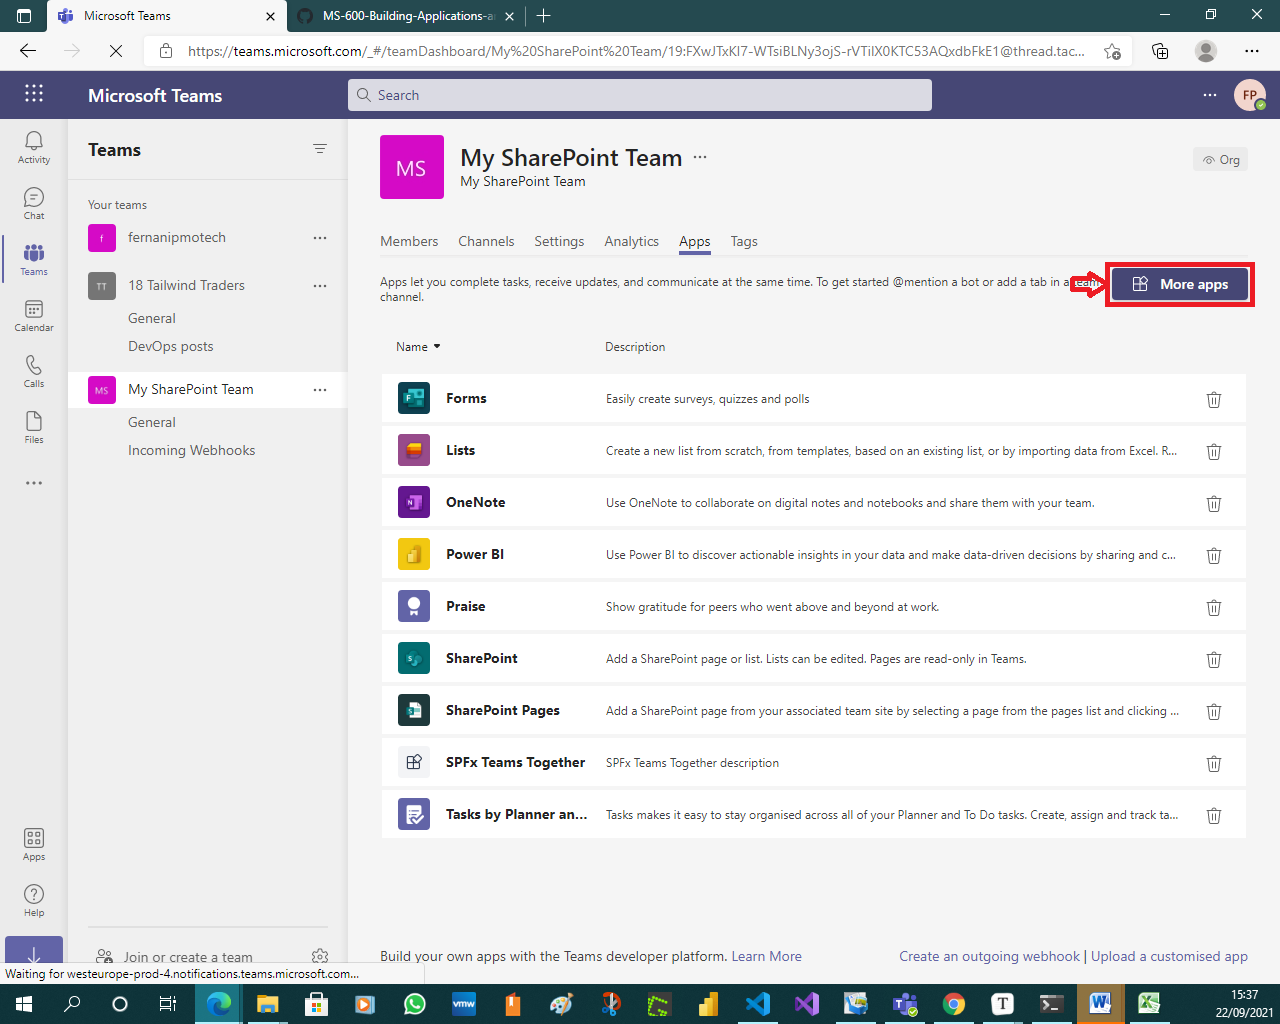 Microsoft Teams
MS-600-Building-Applications-a
https://teams.microsoft.com/_#/teamDashboard/My%20SharePoint%20Team/19:FXwJTxKI7-WTsiBLNy3ojS-rVTilX0KTC53AQxdbFkE1@thread.tac...
Microsoft Teams
Search
FP
Activity
Chat
Teams
Calendar
Calls
Files
Apps
Help
Teams
Your teams
f
fernanipmotech
TT
18 Tailwind Traders
General
DevOps posts
MS
My SharePoint Team
General
Incoming Webhooks
Join or create a team
MS
My SharePoint Team
My SharePoint Team
Org
Members Channels Settings Analytics Apps Tags
Apps let you complete tasks, receive updates, and communicate at the same time. To get started @mention a bot or add a tab in a team
channel.
More apps
Name Description
Forms Easily create surveys, quizzes and polls
Lists Create a new list from scratch, from templates, based on an existing list, or by importing data from Excel. R...
OneNote Use OneNote to collaborate on digital notes and notebooks and share them with your team.
Power BI Use Power BI to discover actionable insights in your data and make data-driven decisions by sharing and c...
Praise Show gratitude for peers who went above and beyond at work.
SharePoint Add a SharePoint page or list. Lists can be edited. Pages are read-only in Teams.
SharePoint Pages Add a SharePoint page from your associated team site by selecting a page from the pages list and clicking ...
SPFx Teams Together SPFx Teams Together description
Tasks by Planner an... Tasks makes it easy to stay organised across all of your Planner and To Do tasks. Create, assign and track ta...
Build your own apps with the Teams developer platform. Learn More
Create an outgoing webhook | Upload a customised app
Waiting for westeurope-prod-4.notifications.teams.microsoft.com...
15:37
22/09/2021